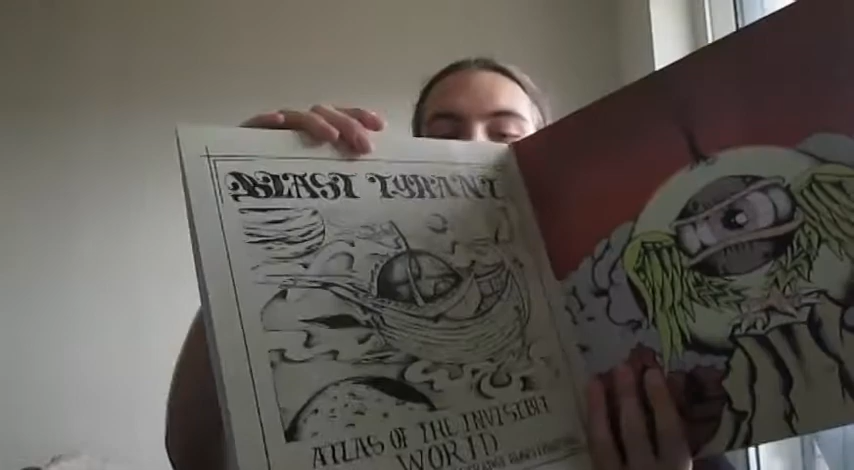 BLAST TYRANT
ATLAS OF THE INVISIBLE
WORLD